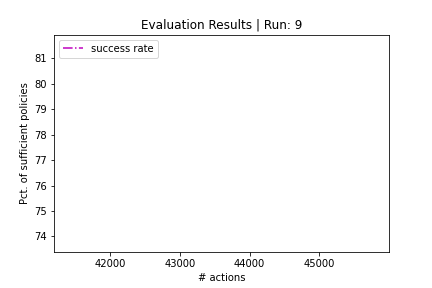 Evaluation Results | Run: 9
success rate
Pct. of sufficient policies
81
80
79
78
77
76
75
74
42000 43000 44000 45000
# actions